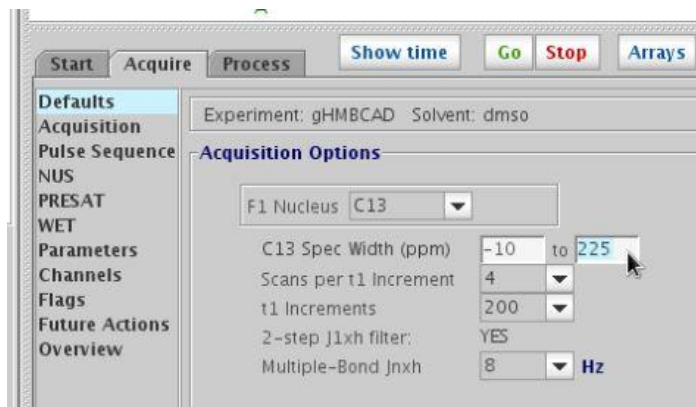 Start Acquire Process Show time Go Stop Arrays
Defaults
Acquisition
Pulse Sequence
NUS
PRESAT
WET
Parameters
Channels
Flags
Future Actions
Overview
Experiment: gHMBCAD Solvent: dmso
Acquisition Options
F1 Nucleus C13
C13 Spec Width (ppm) -10 to 225
Scans per t1 Increment 4
t1 Increments 200
2-step J1xh filter: YES
Multiple-Bond Jnxh 8 Hz